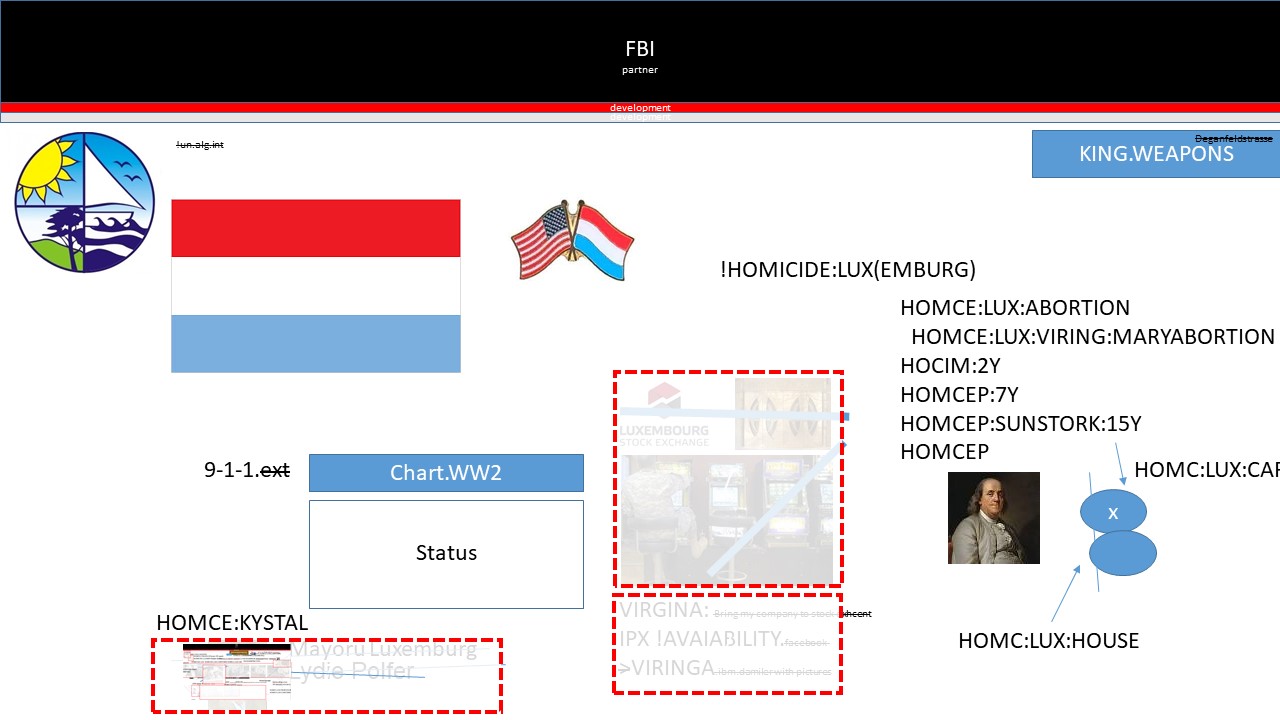 FBI
partner
development
development
!un.alg.int
Deganfeldstrasse
KING.WEAPONS
!HOMICIDE:LUX(EMBURG)
HOMCE:LUX:ABORTION
HOMCE:LUX:VIRING:MARYABORTION
HOCIM:2Y
HOMCEP:7Y
HOMCEP:SUNSTORK:15Y
HOMCEP
HOMC:LUX:CAR
LUXEMBOURG
STOCK EXCHANGE
9-1-1.ext
Chart.WW2
x
Status
VIRGINA: Bring my company to stock
IPX !AVAIABILITY.facebook
>VIRINGA.ibm.damiler with pictures
HOMCE:KYSTAL
Mayoru Luxemburg
Lydie Polfer
HOMC:LUX:HOUSE